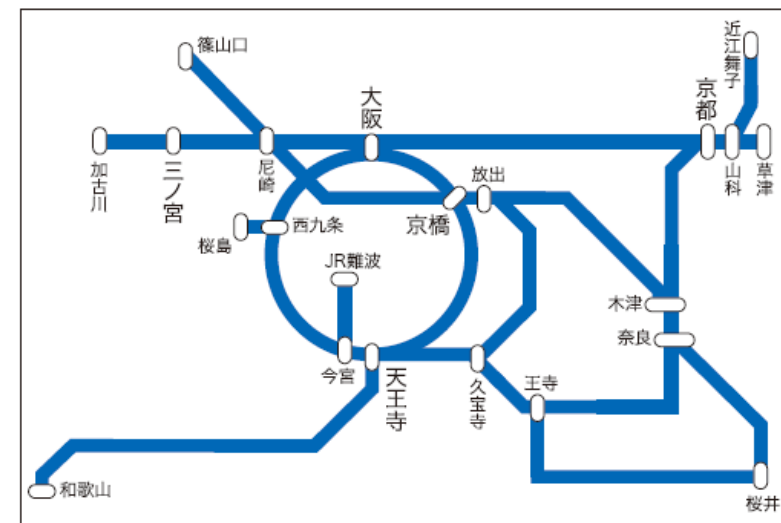 篠山口
近江舞子
大阪
京都
加古川
三ノ宮
尼崎
放出
山科
草津
京橋
桜島
西九条
JR難波
木津
奈良
今宮
天王寺
久宝寺
王寺
和歌山
桜井